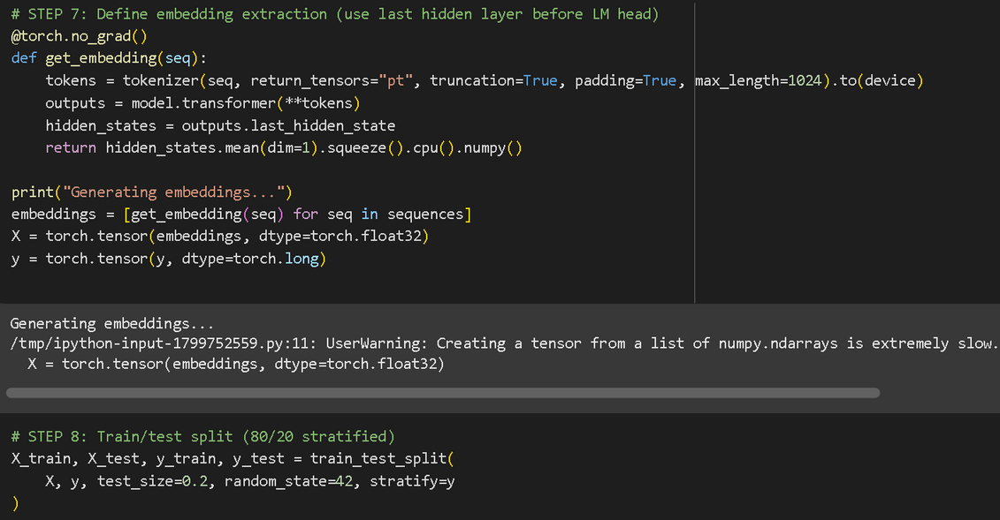 # STEP 7: Define embedding extraction (use last hidden layer before LM head)
@torch.no_grad()
def get_embedding(seq):
    tokens = tokenizer(seq, return_tensors="pt", truncation=True, padding=True, max_length=1024).to(device)
    outputs = model.transformer(**tokens)
    hidden_states = outputs.last_hidden_state
    return hidden_states.mean(dim=1).squeeze().cpu().numpy()

print("Generating embeddings...")
embeddings = [get_embedding(seq) for seq in sequences]
X = torch.tensor(embeddings, dtype=torch.float32)
y = torch.tensor(y, dtype=torch.long)

Generating embeddings...
/tmp/ipython-input-1799752559.py:11: UserWarning: Creating a tensor from a list of numpy.ndarrays is extremely slow.
  X = torch.tensor(embeddings, dtype=torch.float32)

# STEP 8: Train/test split (80/20 stratified)
X_train, X_test, y_train, y_test = train_test_split(
    X, y, test_size=0.2, random_state=42, stratify=y
)